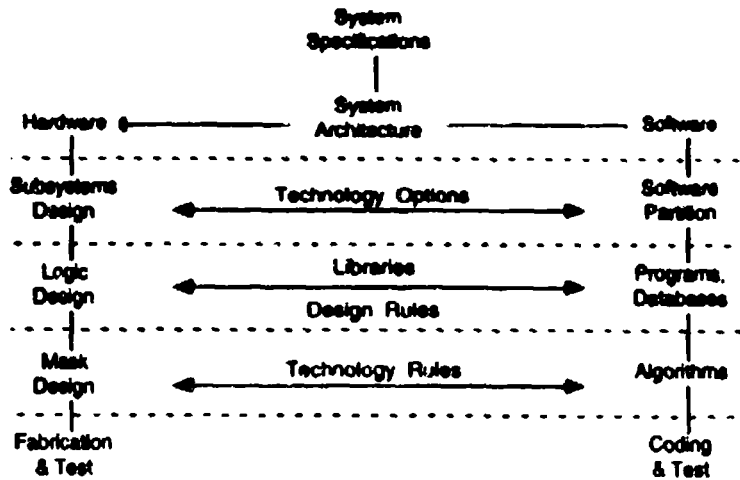 System
Specifications
System
Architecture
Hardware
Software
Subsystems
Design
Technology Options
Software
Partition
Logic
Design
Libraries
Design Rules
Programs,
Databases
Mask
Design
Technology Rules
Algorithms
Fabrication
& Test
Coding
& Test